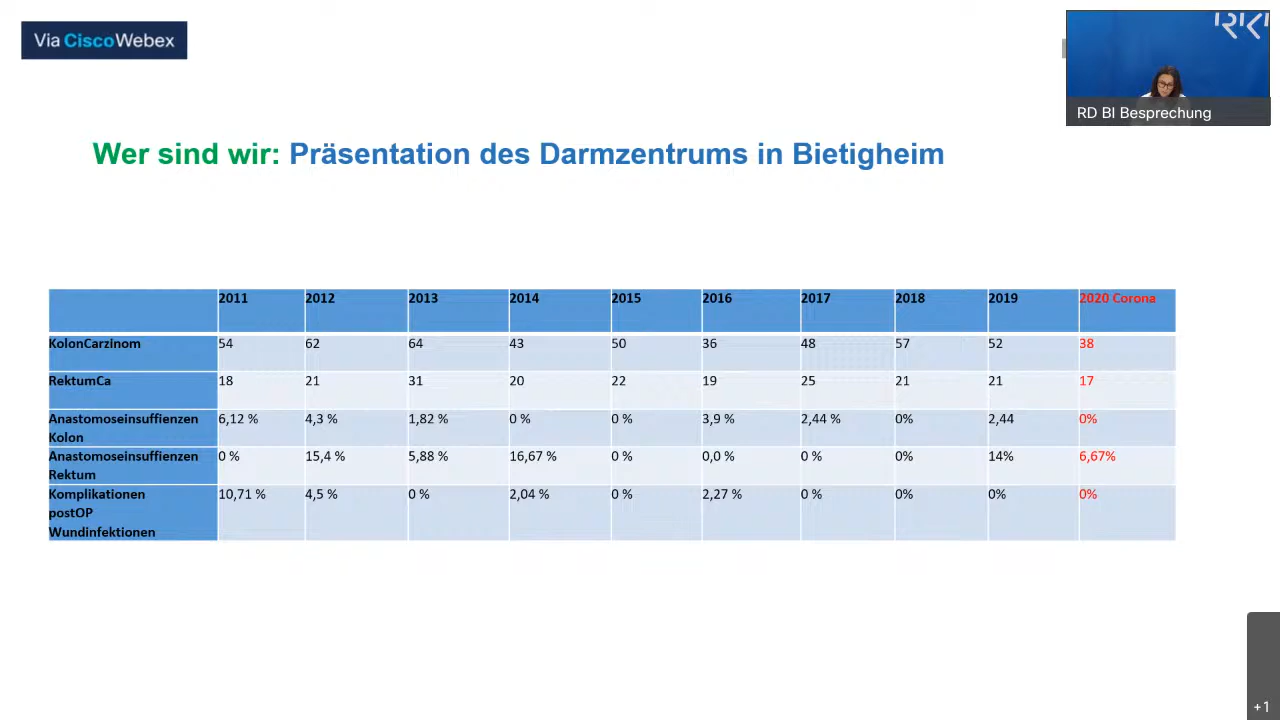 Via CiscoWebex
RKI
RD BI Besprechung
Wer sind wir: Präsentation des Darmzentrums in Bietigheim
2011 2012 2013 2014 2015 2016 2017 2018 2019 2020 Corona
KolonCarzinom 54 62 64 43 50 36 48 57 52 38
RektumCa 18 21 31 20 22 19 25 21 21 17
Anastomoseinsuffienzen 6,12 % 4,3 % 1,82 % 0 % 0 % 3,9 % 2,44 % 0% 2,44 0%
Kolon
Anastomoseinsuffienzen 0 % 15,4 % 5,88 % 16,67 % 0 % 0,0 % 0 % 0% 14% 6,67%
Rektum
Komplikationen 10,71 % 4,5 % 0 % 2,04 % 0 % 2,27 % 0 % 0% 0% 0%
postOP
Wundinfektionen
+1